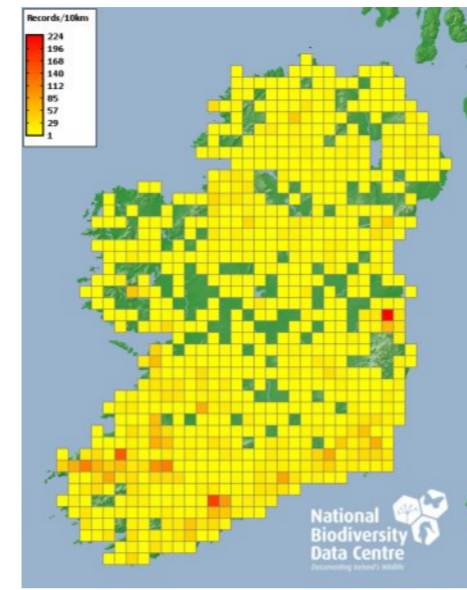 Records/10km
224
196
168
140
112
85
57
29
1
National
Biodiversity
Data Centre
Documenting Ireland's Wildlife